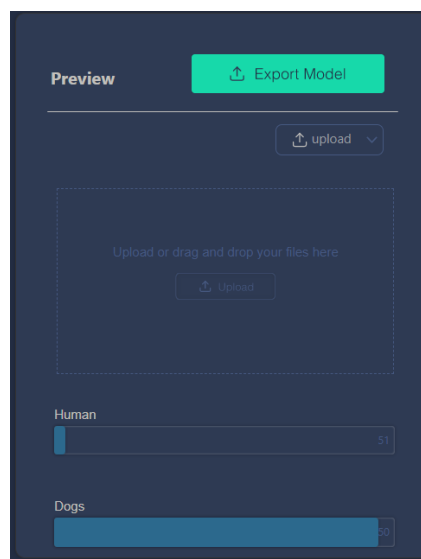 Preview
Export Model
upload
Upload or drag and drop your files here
Upload
Human
51
Dogs
50